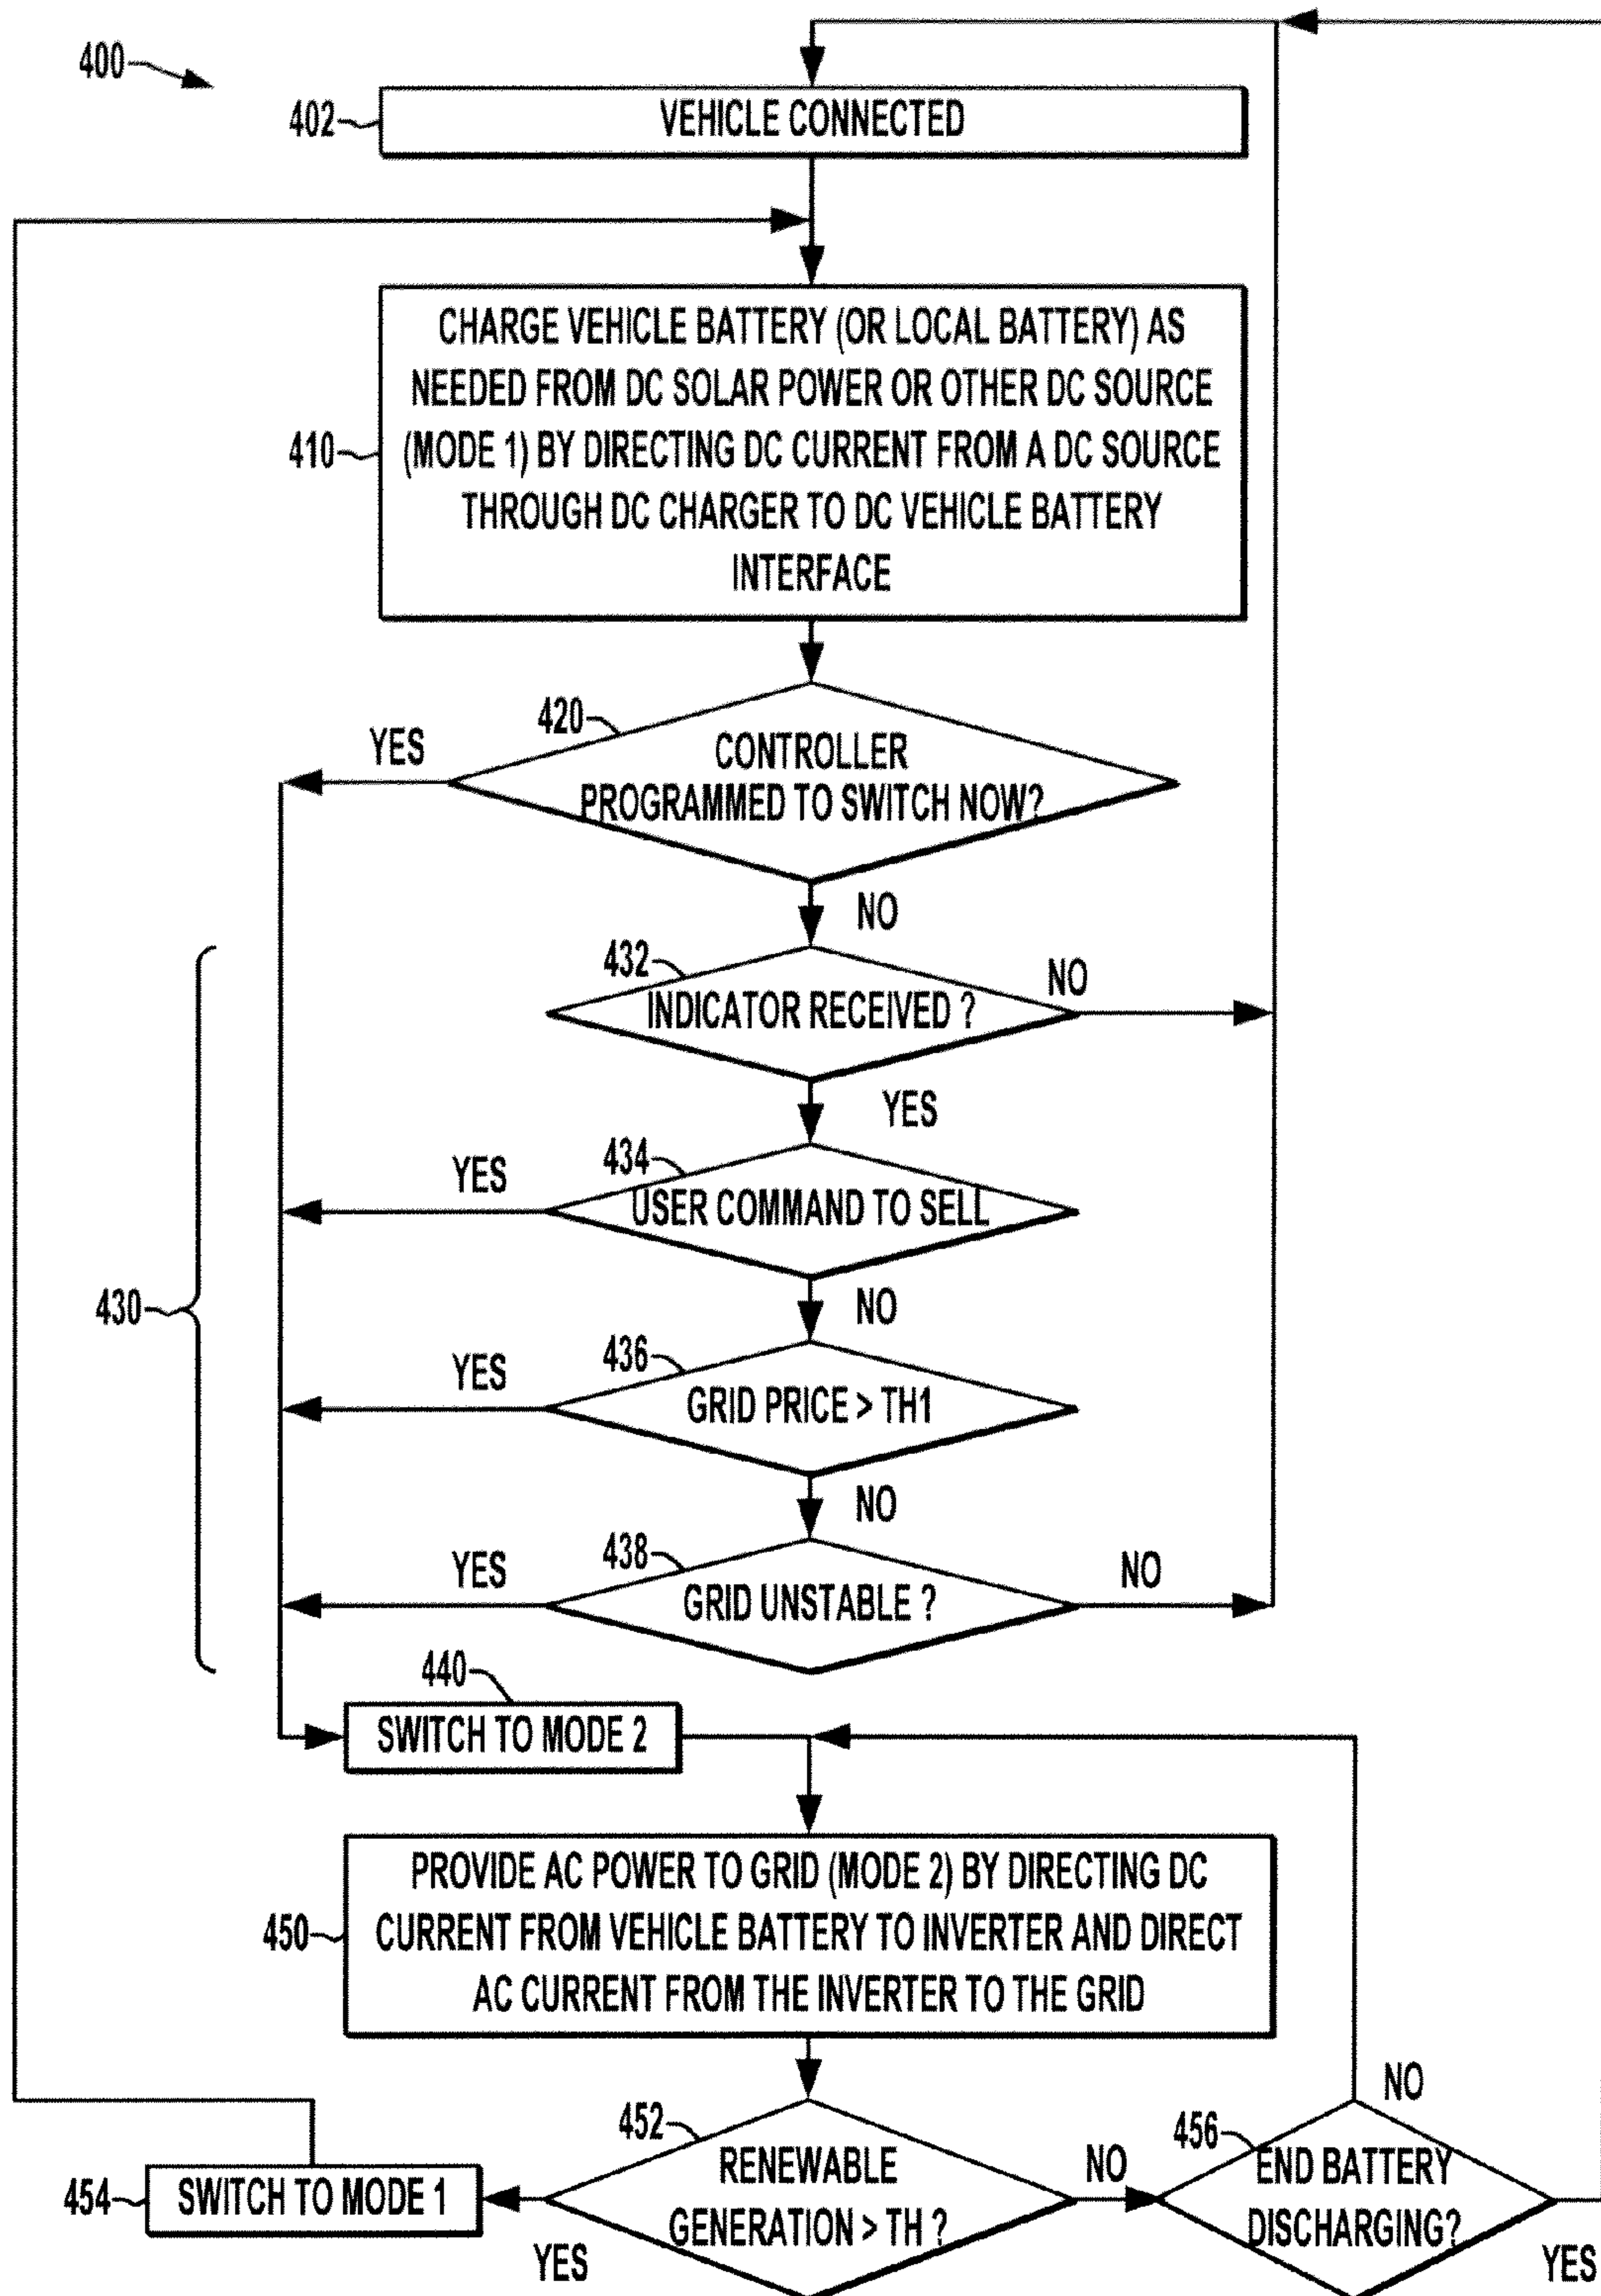 400
402
VEHICLE CONNECTED
410
CHARGE VEHICLE BATTERY (OR LOCAL BATTERY) AS
NEEDED FROM DC SOLAR POWER OR OTHER DC SOURCE
(MODE 1) BY DIRECTING DC CURRENT FROM A DC SOURCE
THROUGH DC CHARGER TO DC VEHICLE BATTERY
INTERFACE
420
YES
CONTROLLER
PROGRAMMED TO SWITCH NOW?
NO
432
INDICATOR RECEIVED ?
NO
YES
434
YES
USER COMMAND TO SELL
NO
430
436
YES
GRID PRICE > TH1
NO
438
YES
GRID UNSTABLE ?
NO
440
SWITCH TO MODE 2
450
PROVIDE AC POWER TO GRID (MODE 2) BY DIRECTING DC
CURRENT FROM VEHICLE BATTERY TO INVERTER AND DIRECT
AC CURRENT FROM THE INVERTER TO THE GRID
452
RENEWABLE
GENERATION > TH ?
YES
454
SWITCH TO MODE 1
NO
456
END BATTERY
DISCHARGING?
NO
YES